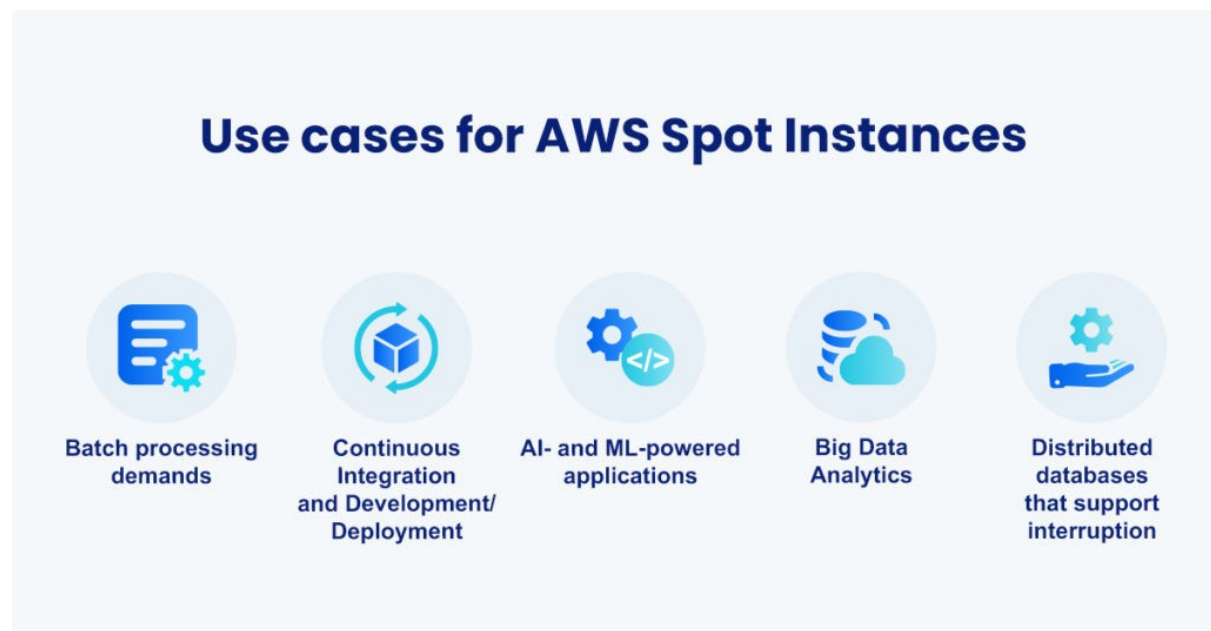 Use cases for AWS Spot Instances
Batch processing
demands
Continuous
Integration
and Development/
Deployment
</>
AI- and ML-powered
applications
Big Data
Analytics
Distributed
databases
that support
interruption